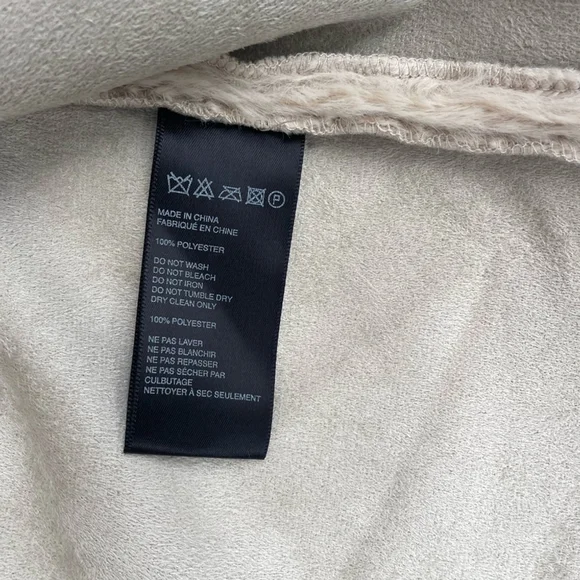 P
MADE IN CHINA
FABRIQUÉ EN CHINE
100% POLYESTER
DO NOT WASH
DO NOT BLEACH
DO NOT IRON
DO NOT TUMBLE DRY
DRY CLEAN ONLY
100% POLYESTER
NE PAS LAVER
NE PAS BLANCHIR
NE PAS REPASSER
NE PAS SÉCHER PAR
CULBUTAGE
NETTOYER À SEC SEULEMENT